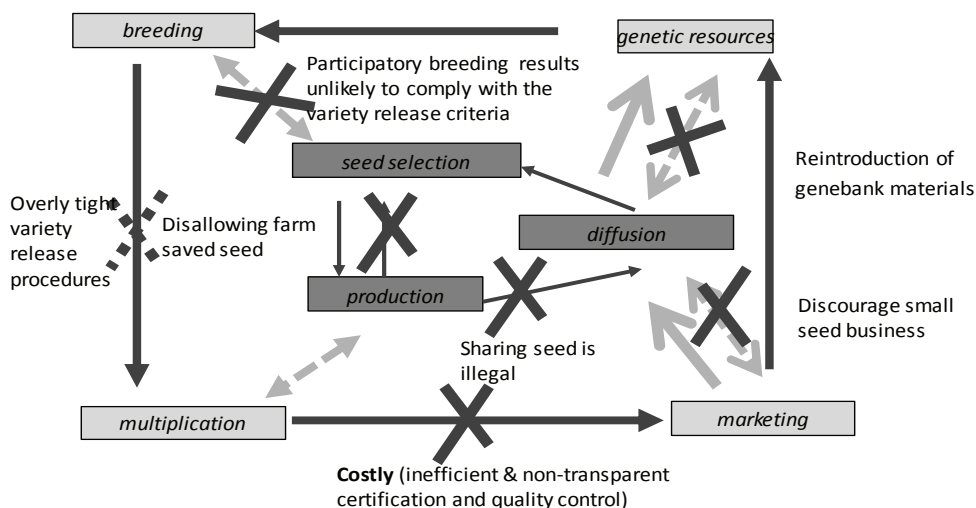 breeding
genetic resources
Participatory breeding results
unlikely to comply with the
variety release criteria
seed selection
Reintroduction of
genebank materials
Overly tight
variety release
procedures
Disallowing farm
saved seed
diffusion
production
Discourage small
seed business
Sharing seed is
illegal
multiplication
marketing
Costly (inefficient & non-transparent
certification and quality control)